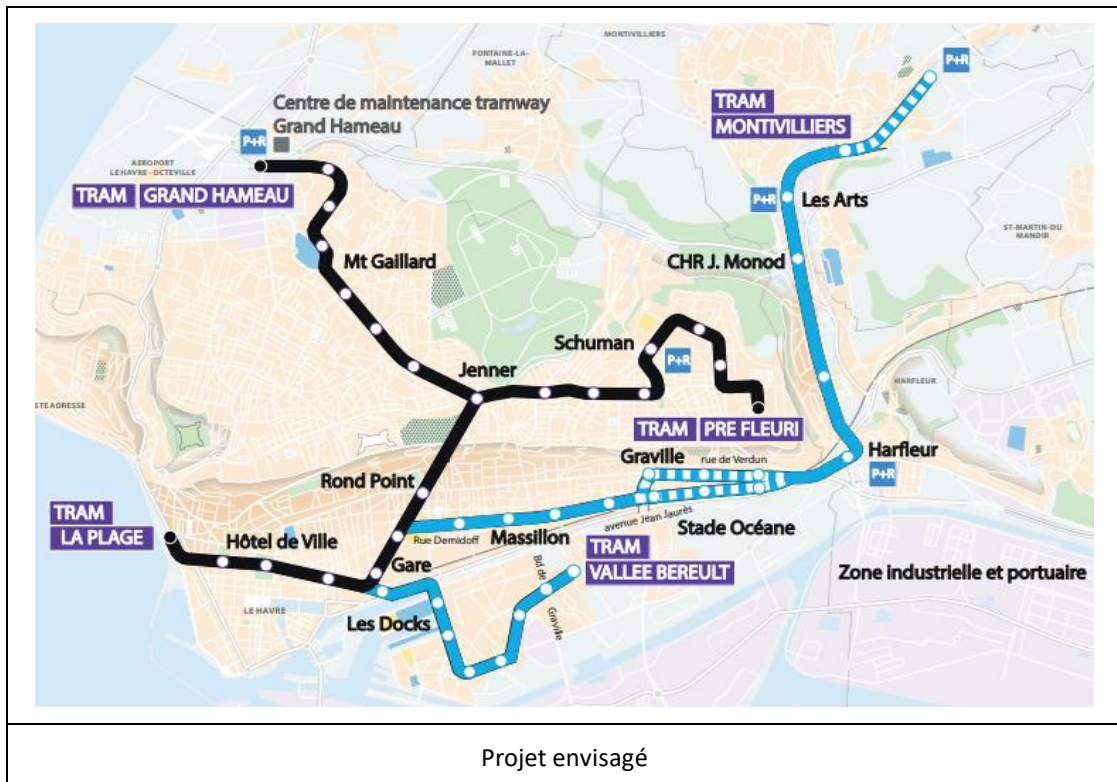 MONTIVILLIERS
FONTAINE-LA-
MALLET
P+R
TRAM
MONTIVILLIERS
Centre de maintenance tramway
Grand Hameau
P+R
AEROPORT
LE HAVRE - OCTEVILLE
TRAM GRAND HAMEAU
P+R
Les Arts
ST-MARTIN-DU
MANOIR
CHR J. Monod
Mt Gaillard
Schuman
P+R
Jenner
HARFLEUR
STE ADRESSE
TRAM PRE FLEURI
Graville
rue de Verdun
Harfleur
P+R
Rond Point
TRAM
LA PLAGE
Hôtel de Ville
Rue Demidoff
Massillon
avenue Jean Jaurès
Stade Océane
TRAM
VALLEE BEREULT
Gare
Bd de
Graville
Zone industrielle et portuaire
LE HAVRE
Les Docks
Projet envisagé